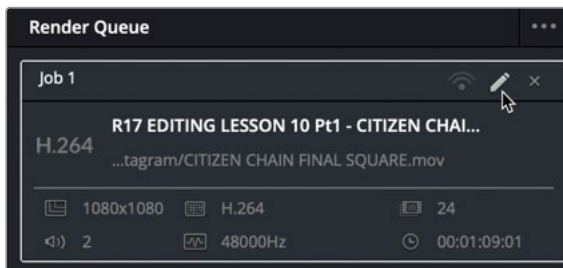 Render Queue
Job 1
R17 EDITING LESSON 10 Pt1 - CITIZEN CHAI...
H.264
...tagram/CITIZEN CHAIN FINAL SQUARE.mov
1080x1080 H.264 24
2 48000Hz 00:01:09:01